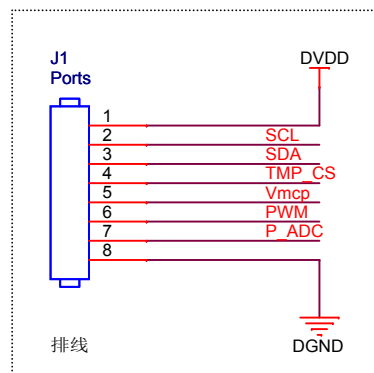 J1
Ports
DVDD
1
2 SCL
3 SDA
4 TMP_CS
5 Vmcp
6 PWM
7 P_ADC
8
排线
DGND